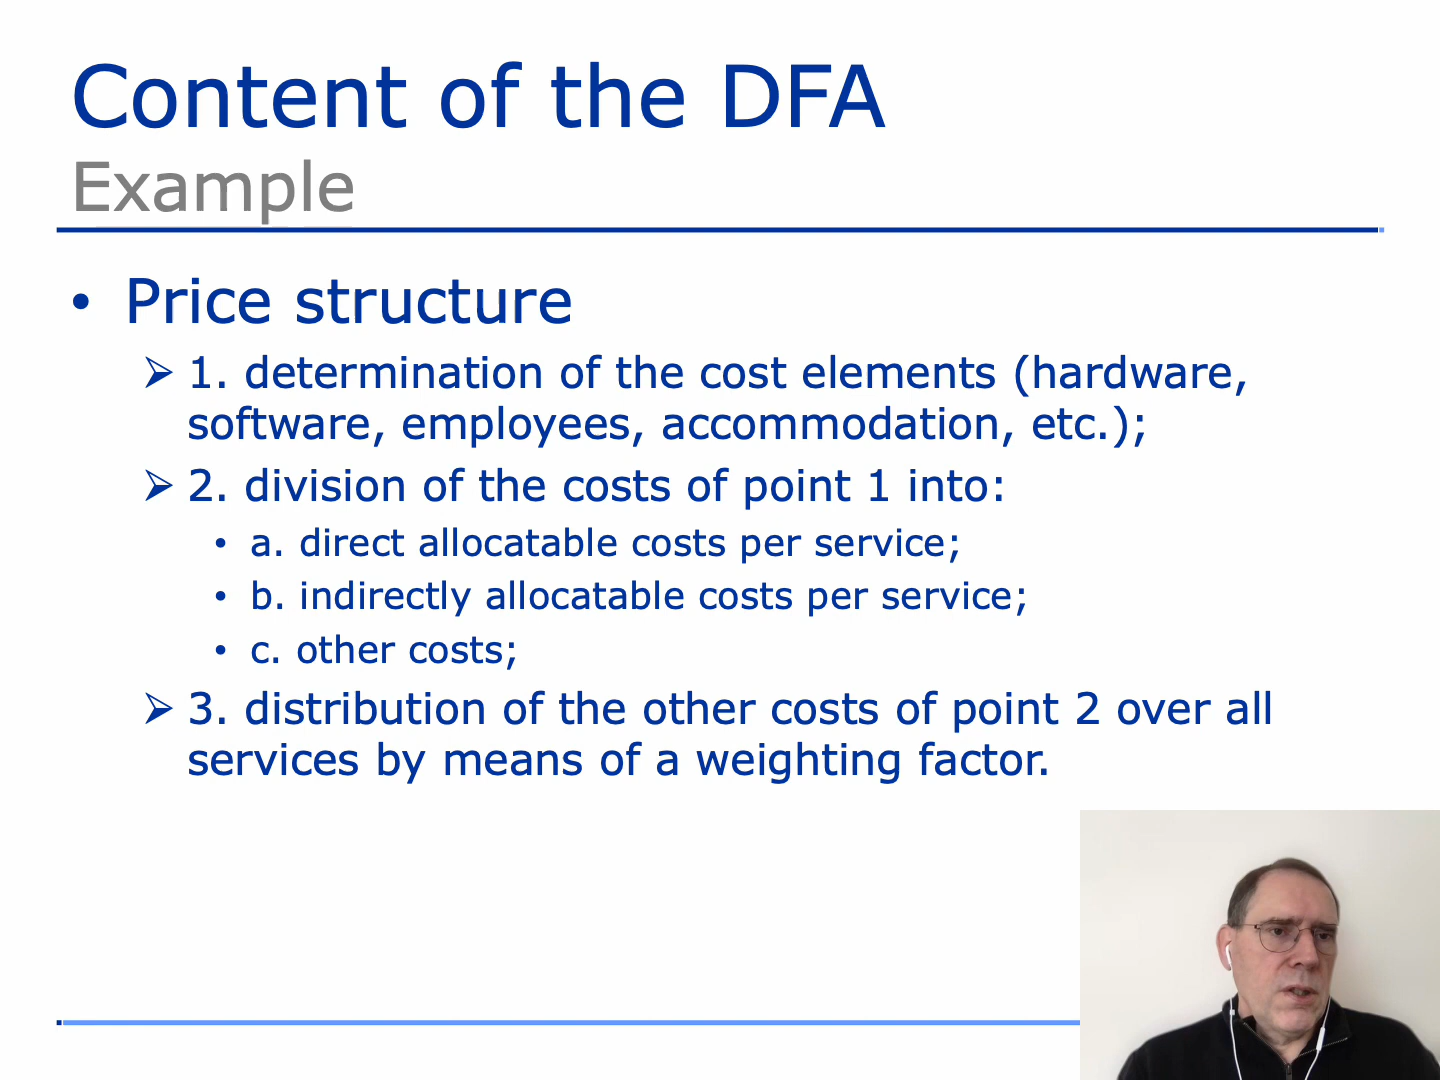 Content of the DFA
Example
• Price structure
➢ 1. determination of the cost elements (hardware,
software, employees, accommodation, etc.);
➢ 2. division of the costs of point 1 into:
• a. direct allocatable costs per service;
• b. indirectly allocatable costs per service;
• c. other costs;
➢ 3. distribution of the other costs of point 2 over all
services by means of a weighting factor.